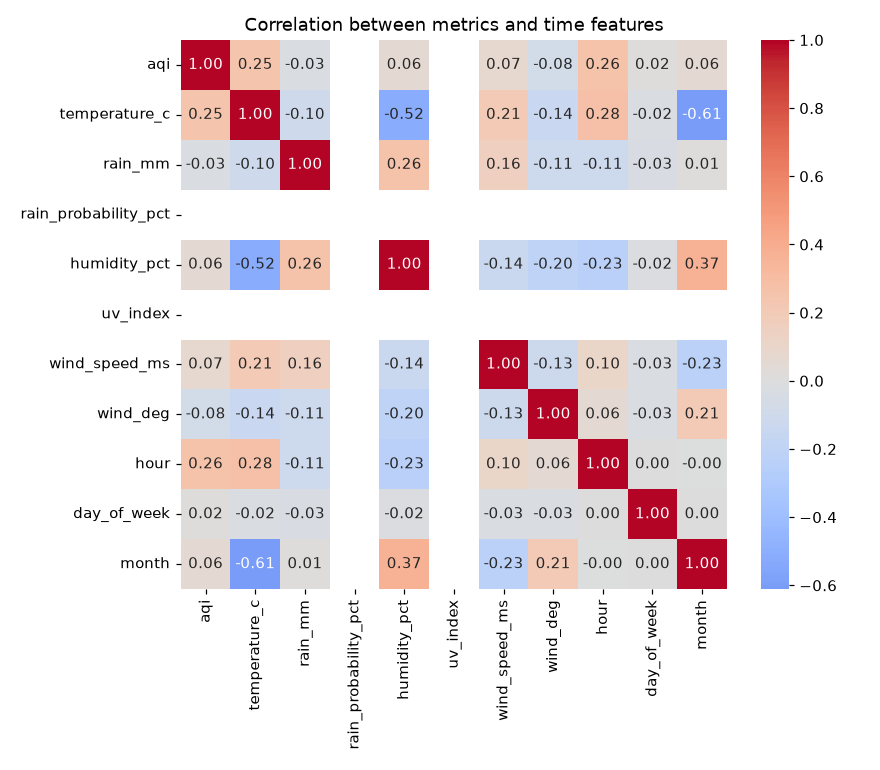 Correlation between metrics and time features
aqi 1.00 0.25 -0.03 0.06 0.07 -0.08 0.26 0.02 0.06
temperature_c 0.25 1.00 -0.10 -0.52 0.21 -0.14 0.28 -0.02 -0.61
rain_mm -0.03 -0.10 1.00 0.26 0.16 -0.11 -0.11 -0.03 0.01
rain_probability_pct
humidity_pct 0.06 -0.52 0.26 1.00 -0.14 -0.20 -0.23 -0.02 0.37
uv_index
wind_speed_ms 0.07 0.21 0.16 -0.14 1.00 -0.13 0.10 -0.03 -0.23
wind_deg -0.08 -0.14 -0.11 -0.20 -0.13 1.00 0.06 -0.03 0.21
hour 0.26 0.28 -0.11 -0.23 0.10 0.06 1.00 0.00 -0.00
day_of_week 0.02 -0.02 -0.03 -0.02 -0.03 -0.03 0.00 1.00 0.00
month 0.06 -0.61 0.01 0.37 -0.23 0.21 -0.00 0.00 1.00
aqi
temperature_c
rain_mm
rain_probability_pct
humidity_pct
uv_index
wind_speed_ms
wind_deg
hour
day_of_week
month
1.0
0.8
0.6
0.4
0.2
0.0
−0.2
−0.4
−0.6